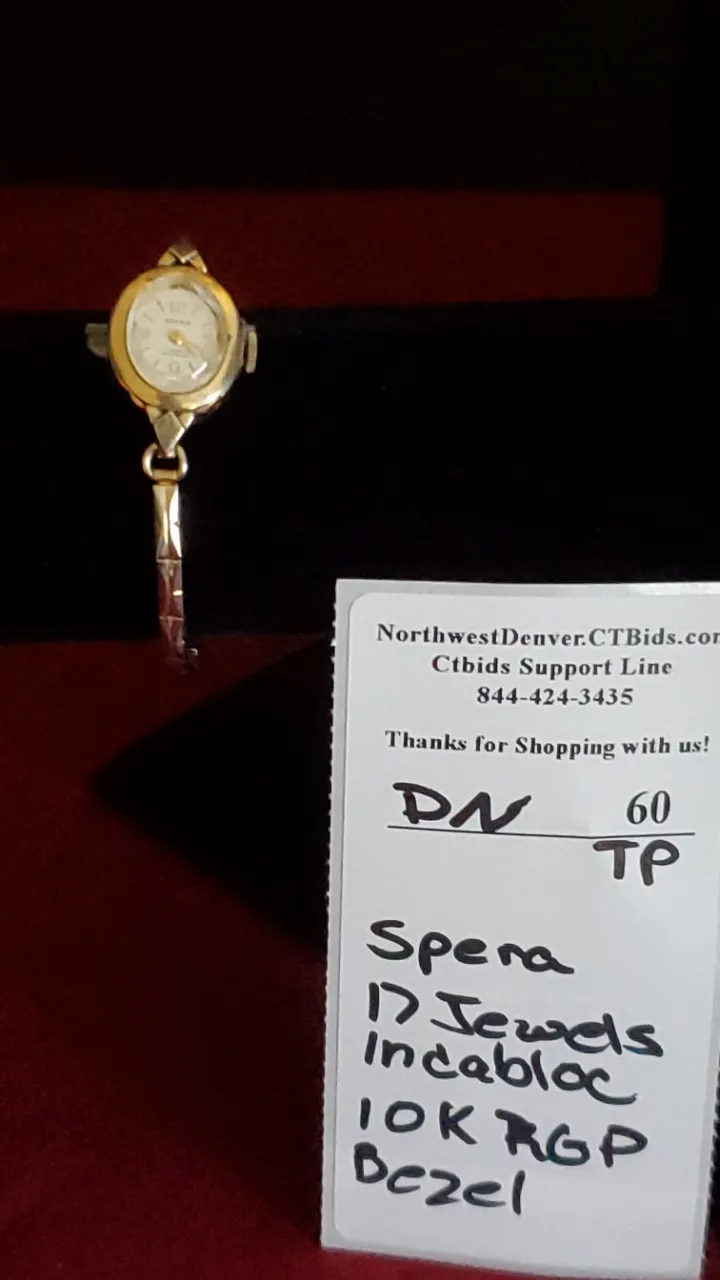 NorthwestDenver.CTBids.com
Ctbids Support Line
844-424-3435
Thanks for Shopping with us!
DN 60
TP
Spera
17 Jewels
Incabloc
10K RGP
Bezel